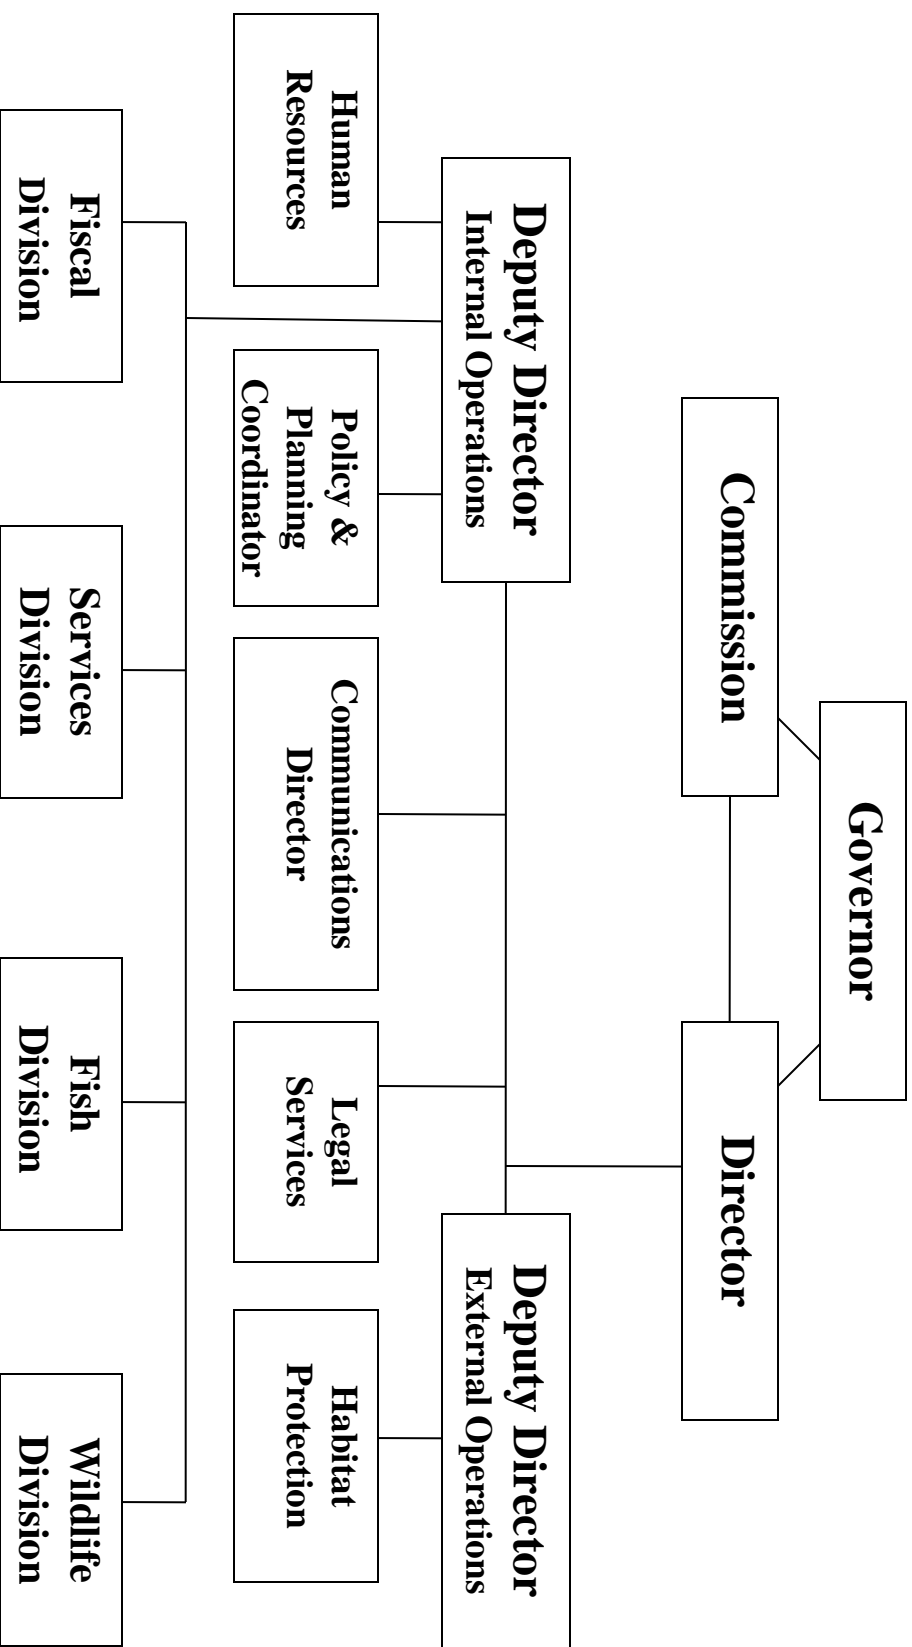 Governor
Commission
Director
Deputy Director
Internal Operations
Deputy Director
External Operations
Human
Resources
Policy &
Planning
Coordinator
Communications
Director
Legal
Services
Habitat
Protection
Fiscal
Division
Services
Division
Fish
Division
Wildlife
Division